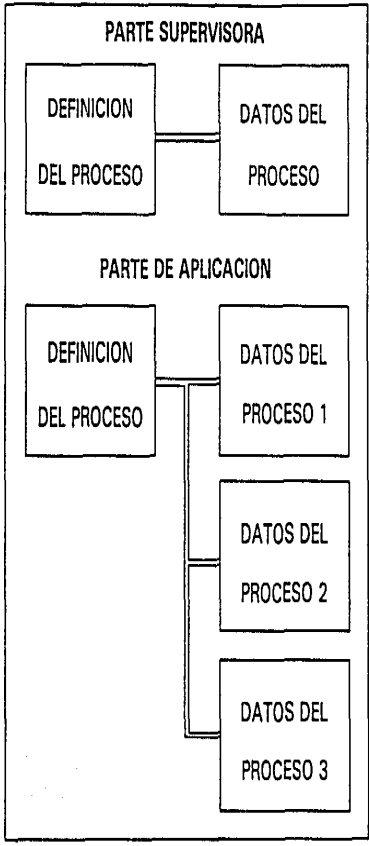 PARTE SUPERVISORA
DEFINICION
DEL PROCESO
DATOS DEL
PROCESO
PARTE DE APLICACION
DEFINICION
DEL PROCESO
DATOS DEL
PROCESO 1
DATOS DEL
PROCESO 2
DATOS DEL
PROCESO 3